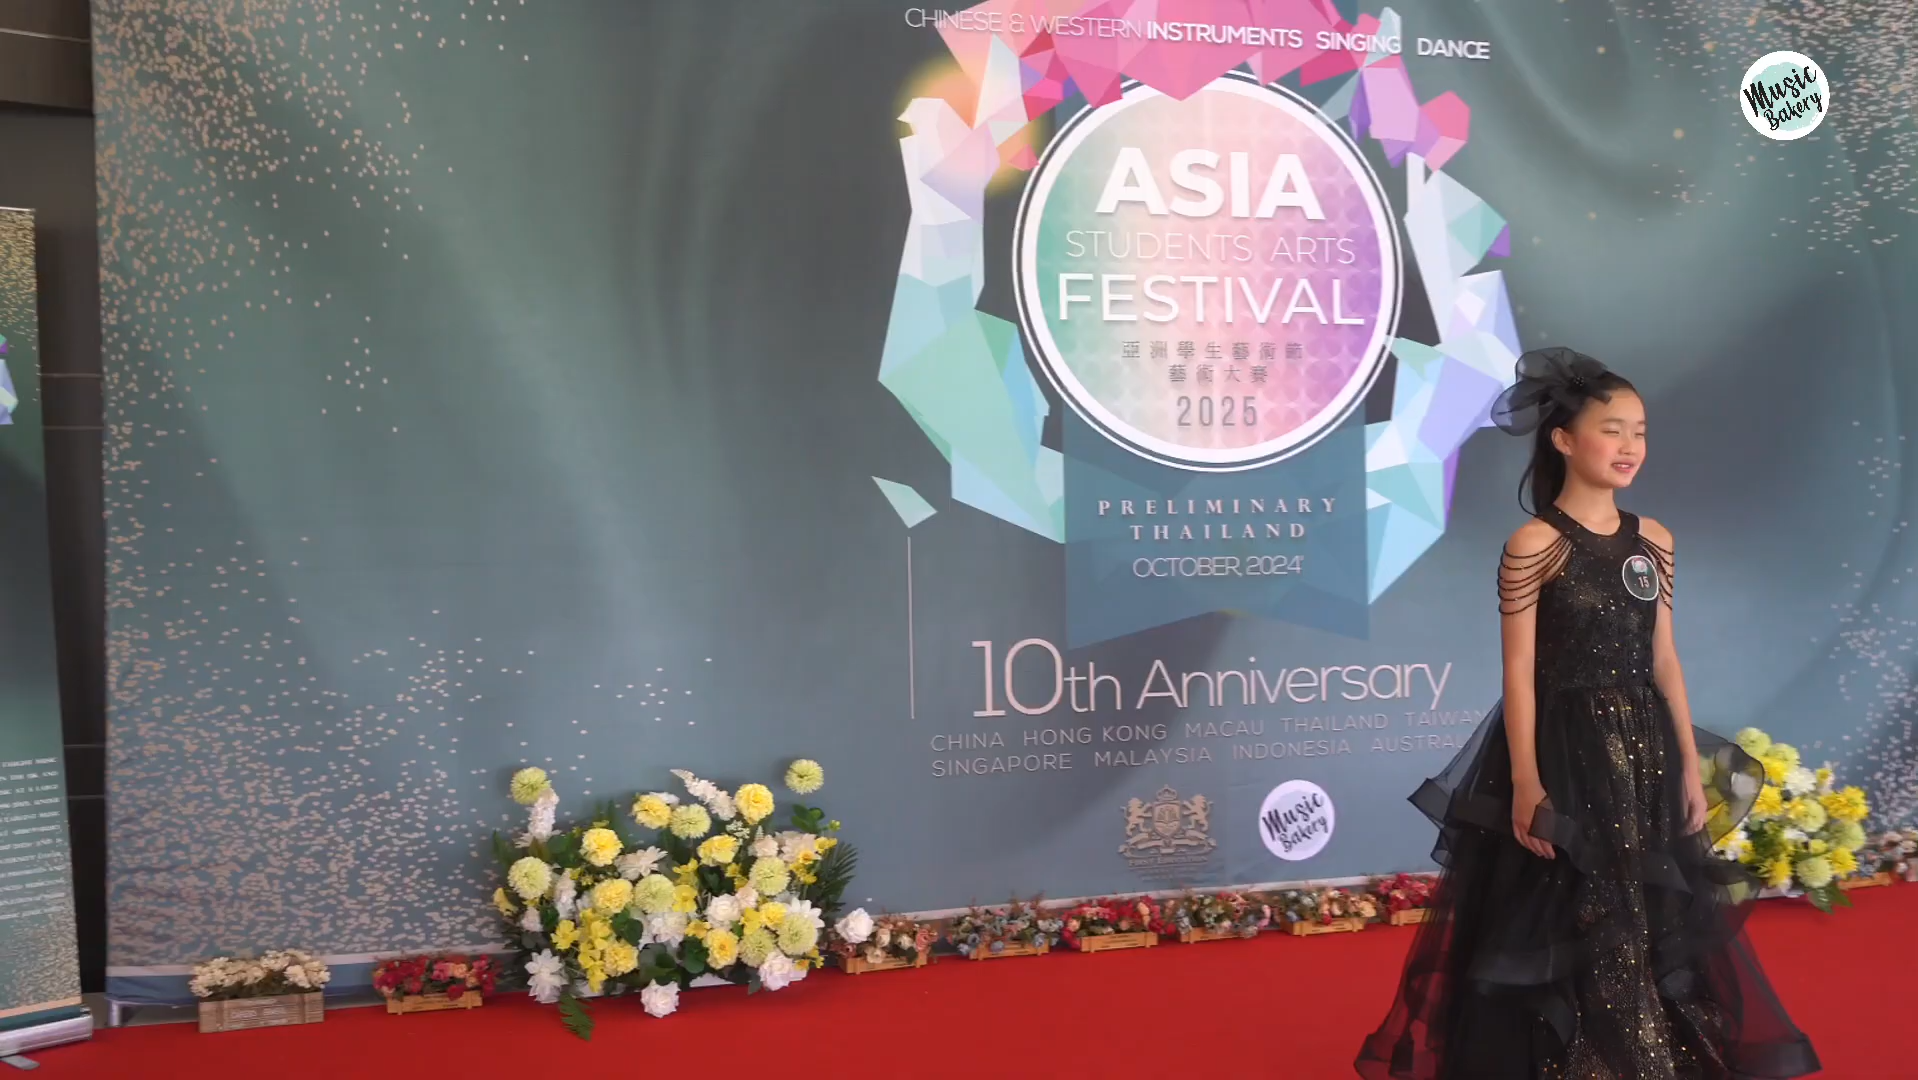 CHINESE & WESTERN INSTRUMENTS SINGING DANCE
Music
Bakery
ASIA
STUDENTS ARTS
FESTIVAL
亞洲學生藝術節
藝術大賽
2025
PRELIMINARY
THAILAND
OCTOBER, 2024
15
10th Anniversary
CHINA HONG KONG MACAU THAILAND TAIWAN
SINGAPORE MALAYSIA INDONESIA
Music
Bakery